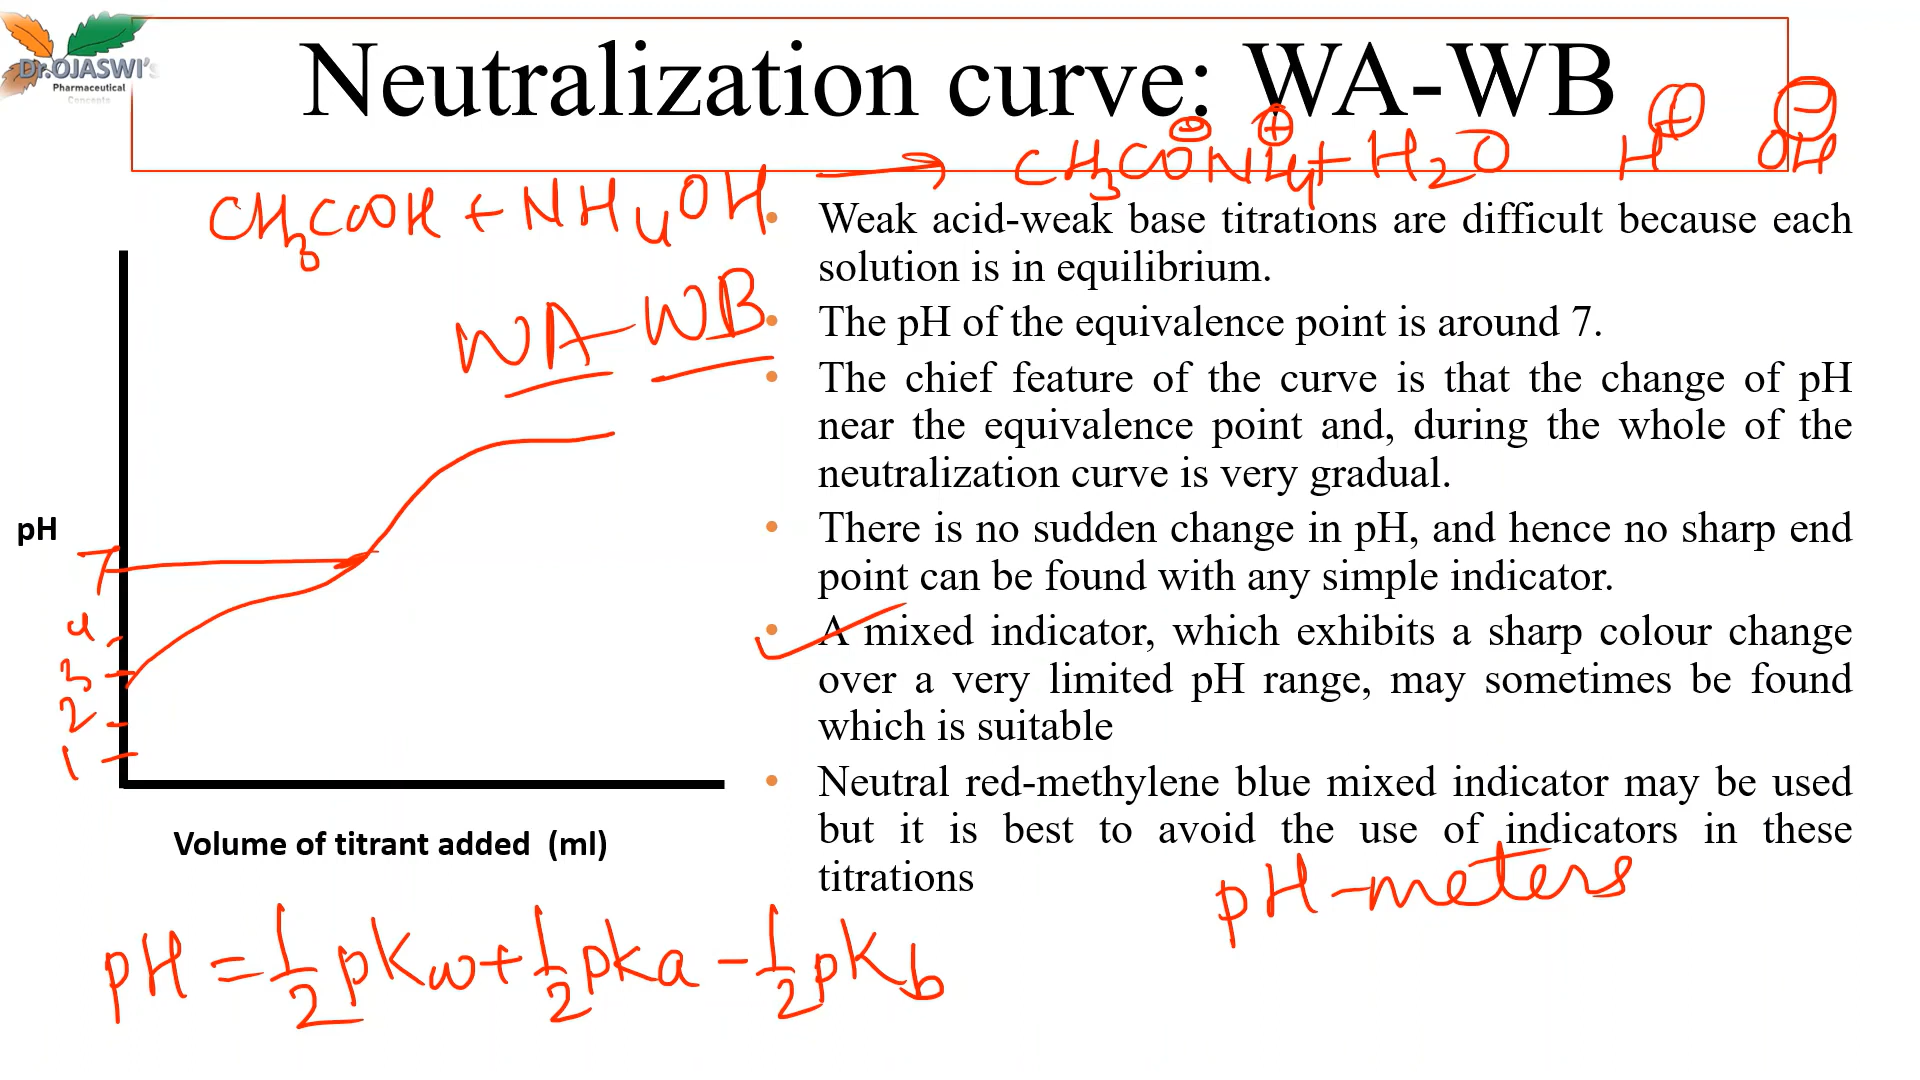 Dr.OJASWI's
Pharmaceutical
Concepts
Neutralization curve: WA-WB
CH3COOH + NH4OH → CH3COO⊖NH4⊕ + H2O H⊕ OH⊖
WA-WB
• Weak acid-weak base titrations are difficult because each
solution is in equilibrium.
• The pH of the equivalence point is around 7.
• The chief feature of the curve is that the change of pH
near the equivalence point and, during the whole of the
neutralization curve is very gradual.
• There is no sudden change in pH, and hence no sharp end
point can be found with any simple indicator.
• A mixed indicator, which exhibits a sharp colour change
over a very limited pH range, may sometimes be found
which is suitable
• Neutral red-methylene blue mixed indicator may be used
but it is best to avoid the use of indicators in these
titrations
pH-meters
pH
7
4
3
2
1
Volume of titrant added (ml)
pH = 1/2 pKw + 1/2 pka - 1/2 pKb